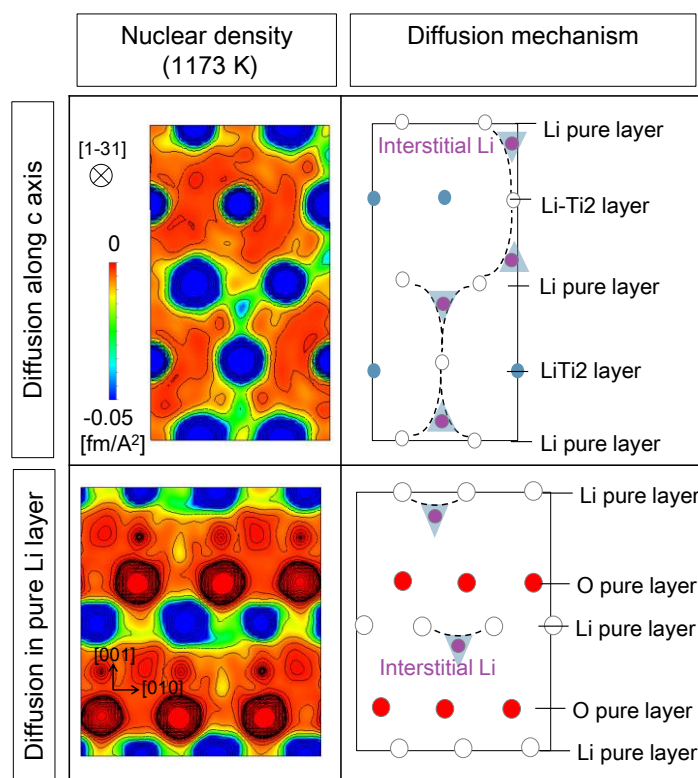 Nuclear density
(1173 K)
Diffusion mechanism
Diffusion along c axis
[1-31]
0
-0.05
[fm/A2]
Interstitial Li
Li pure layer
Li-Ti2 layer
Li pure layer
LiTi2 layer
Li pure layer
Diffusion in pure Li layer
[001]
[010]
Li pure layer
O pure layer
Li pure layer
Interstitial Li
O pure layer
Li pure layer